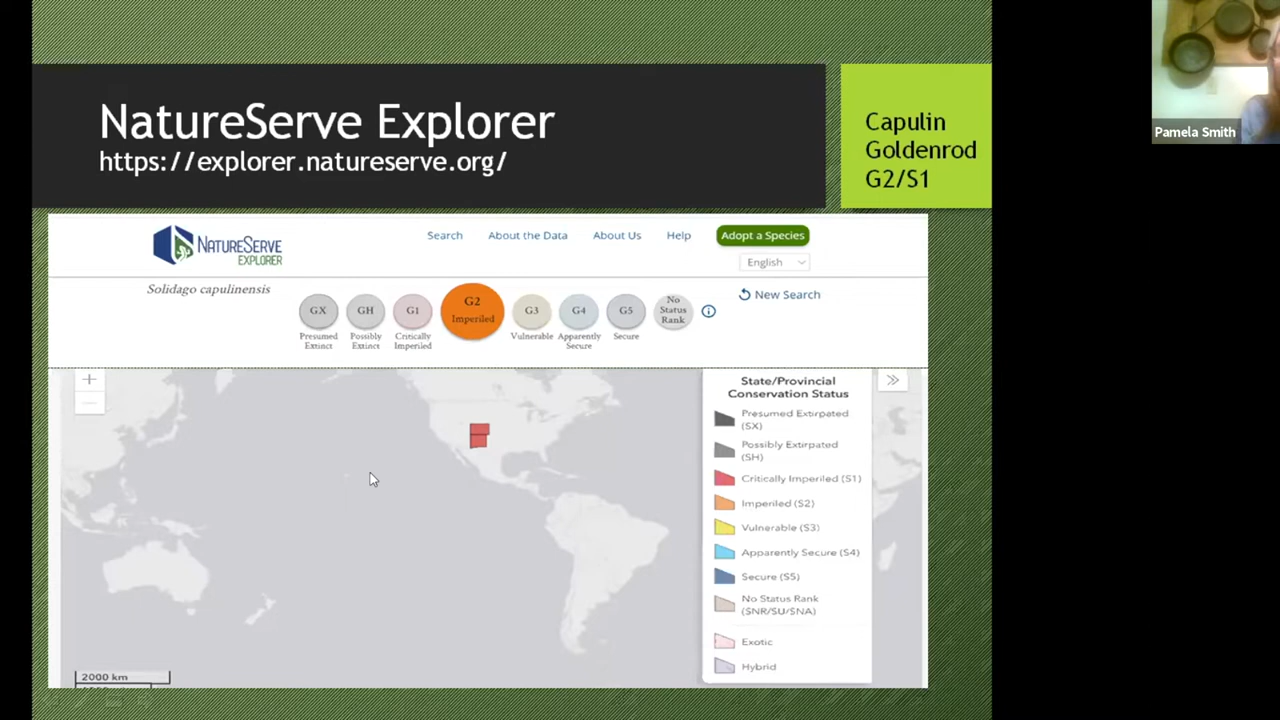 NatureServe Explorer
https://explorer.natureserve.org/
Capulin
Goldenrod
G2/S1
Pamela Smith
NATURESERVE
EXPLORER
Search
About the Data
About Us
Help
Adopt a Species
English
Solidago capulinensis
GX
Presumed
Extinct
GH
Possibly
Extinct
G1
Critically
Imperiled
G2
Imperiled
G3
Vulnerable
G4
Apparently
Secure
G5
Secure
No
Status
Rank
New Search
State/Provincial
Conservation Status
Presumed Extirpated
(SX)
Possibly Extirpated
(SH)
Critically Imperiled (S1)
Imperiled (S2)
Vulnerable (S3)
Apparently Secure (S4)
Secure (S5)
No Status Rank
(SNR/SU/SNA)
Exotic
Hybrid
2000 km